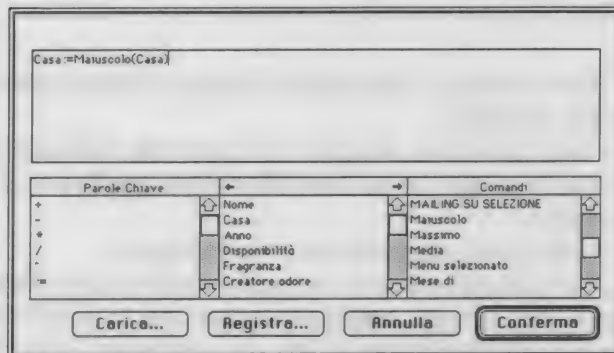 Casa:=Maiuscolo(Casa)
Parole Chiave
← →
Comandi
+
-
*
/
:=
Nome
Casa
Anno
Disponibilità
Fragranza
Creatore odore
MAILING SU SELEZIONE
Maiuscolo
Massimo
Media
Menu selezionato
Mese di
Carica...
Registra...
Annulla
Conferma